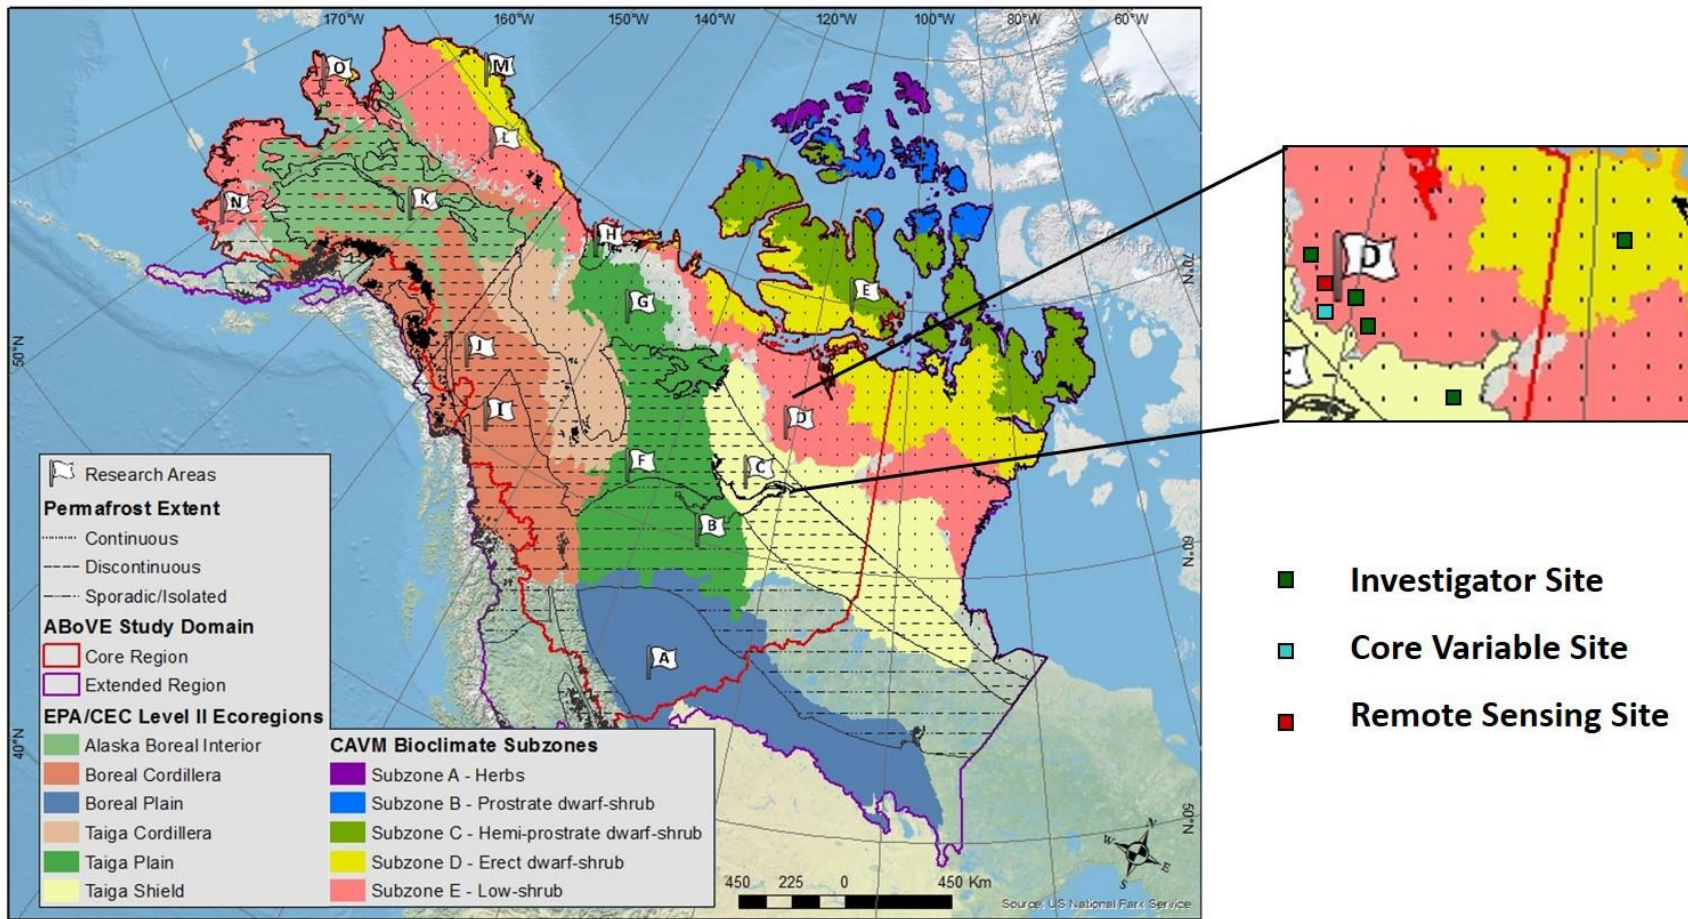 170°W 160°W 150°W 140°W 120°W 100°W 80°W 60°W
O
M
L
N
K
H
70°N
E
G
D
J
50°N
I
D
F
C
B
60°N
A
40°N
50°N
Research Areas
Permafrost Extent
Continuous
Discontinuous
Sporadic/Isolated
ABoVE Study Domain
Core Region
Extended Region
EPA/CEC Level II Ecoregions
Alaska Boreal Interior
Boreal Cordillera
Boreal Plain
Taiga Cordillera
Taiga Plain
Taiga Shield
CAVM Bioclimate Subzones
Subzone A - Herbs
Subzone B - Prostrate dwarf-shrub
Subzone C - Hemi-prostrate dwarf-shrub
Subzone D - Erect dwarf-shrub
Subzone E - Low-shrub
450 225 0 450 Km
N
W
E
S
Source: US National Park Service
Investigator Site
Core Variable Site
Remote Sensing Site